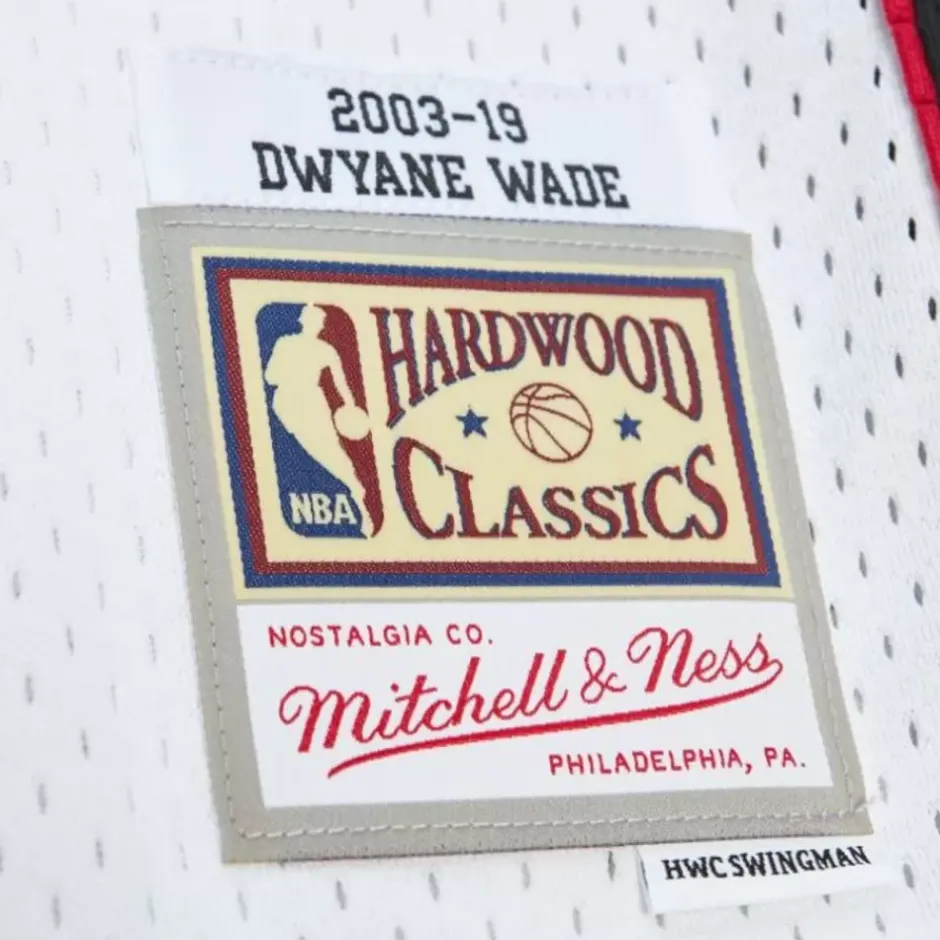 2003-19
DWYANE WADE
HARDWOOD
CLASSICS
NBA
NOSTALGIA CO.
Mitchell & Ness
PHILADELPHIA, PA.
HWC SWINGMAN